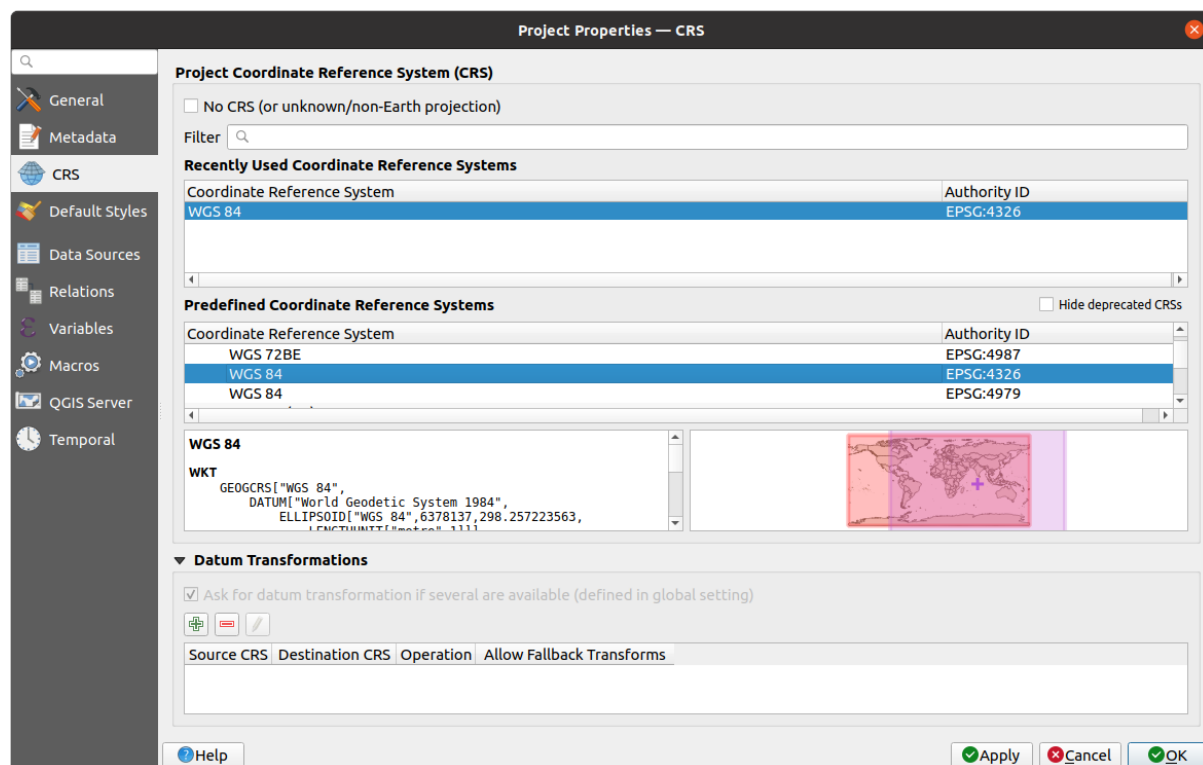 Project Properties — CRS
Project Coordinate Reference System (CRS)
General
No CRS (or unknown/non-Earth projection)
Metadata
Filter
CRS
Recently Used Coordinate Reference Systems
Coordinate Reference System Authority ID
Default Styles
WGS 84 EPSG:4326
Data Sources
Relations
Predefined Coordinate Reference Systems Hide deprecated CRSs
Variables
Coordinate Reference System Authority ID
WGS 72BE EPSG:4987
Macros
WGS 84 EPSG:4326
WGS 84 EPSG:4979
QGIS Server
Temporal
WGS 84
WKT
GEOGCRS["WGS 84",
DATUM["World Geodetic System 1984",
ELLIPSOID["WGS 84",6378137,298.257223563,
LENGTHUNIT["metre",1]]]
Datum Transformations
Ask for datum transformation if several are available (defined in global setting)
Source CRS Destination CRS Operation Allow Fallback Transforms
Help Apply Cancel OK